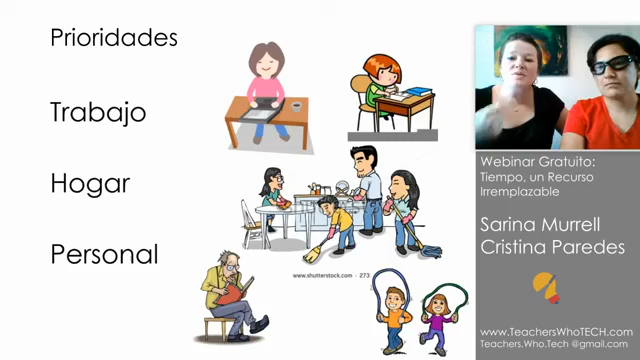 Prioridades
Trabajo
Hogar
Personal
www.shutterstock.com · 273
Webinar Gratuito:
Tiempo, un Recurso
Irremplazable
Sarina Murrell
Cristina Paredes
www.TeachersWhoTECH.com
Teachers.Who.Tech @gmail.com